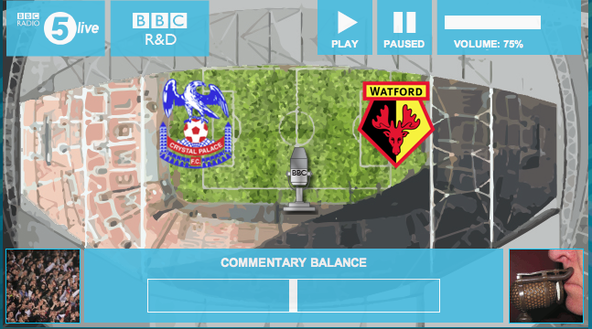 BBC
RADIO
5 live
BBC
R&D
PLAY
PAUSED
VOLUME: 75%
WATFORD
CRYSTAL PALACE
F.C
BBC
COMMENTARY BALANCE